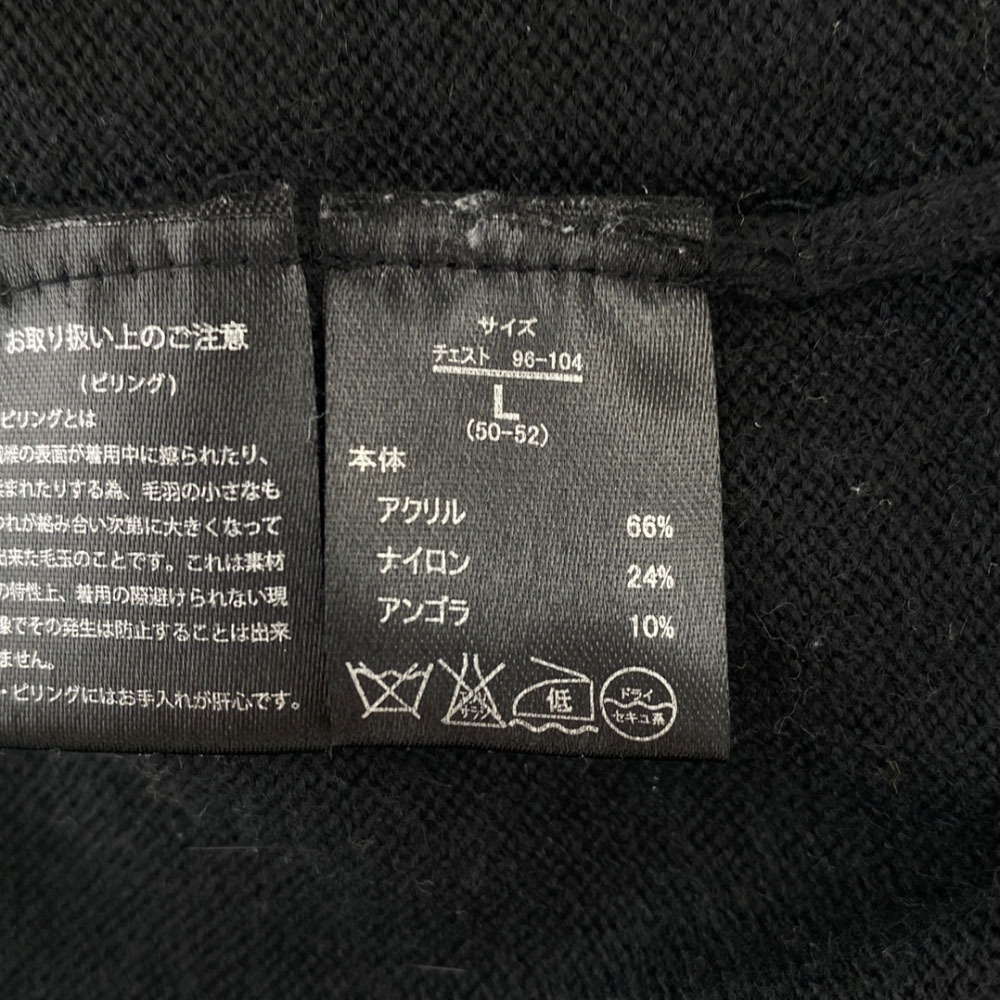 お取り扱い上のご注意
(ピリング)
ピリングとは
の表面が着用中に擦られたり、
まれたりする為、毛羽の小さなも
つれが絡み合い次第に大きくなって
出来た毛玉のことです。これは素材
の特性上、着用の際避けられない現
象でその発生は防止することは出来
ません。
・ピリングにはお手入れが肝心です。
サイズ
チェスト 96-104
L
(50-52)
本体
アクリル 66%
ナイロン 24%
アンゴラ 10%
エンソ
サラシ
低
ドライ
セキユ系